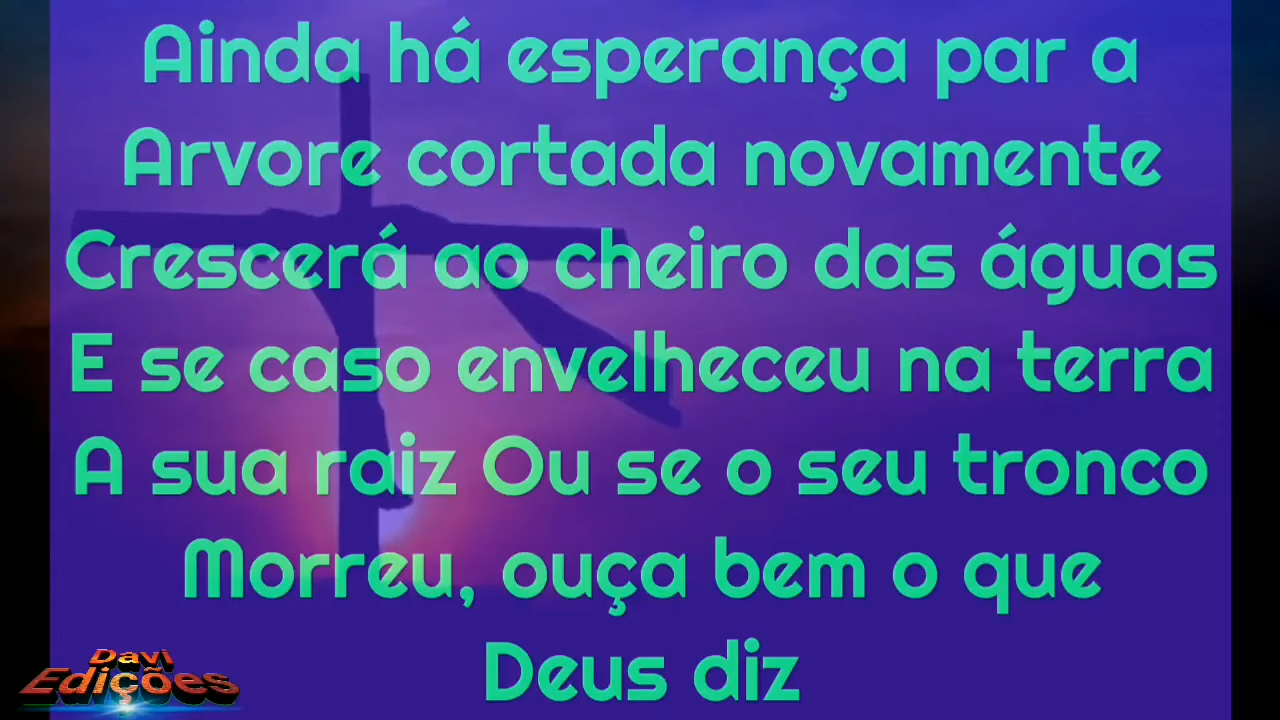 Ainda há esperança par a
Arvore cortada novamente
Crescerá ao cheiro das águas
E se caso envelheceu na terra
A sua raiz Ou se o seu tronco
Morreu, ouça bem o que
Deus diz
Davi
Edições